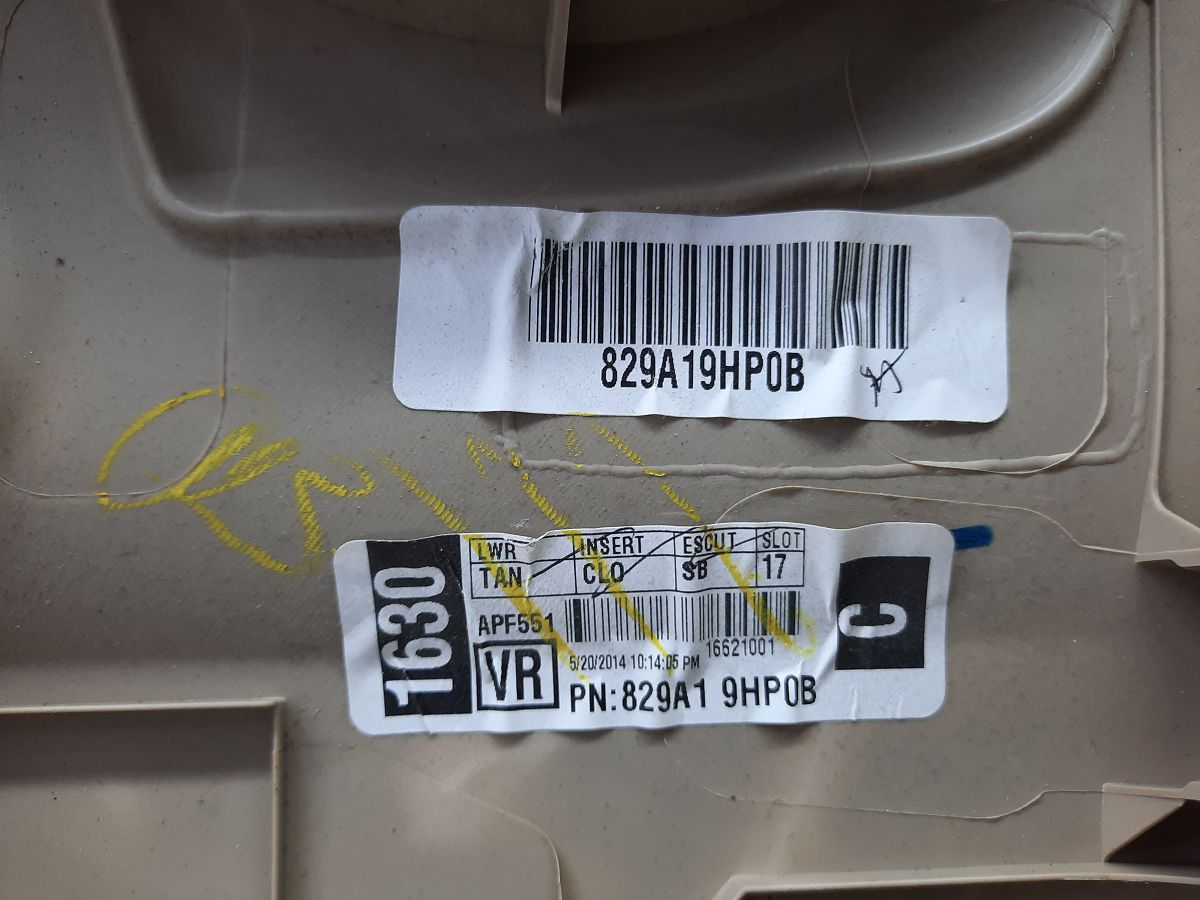 829A19HP0B
1630
LWR INSERT ESCUT SLOT
TAN CLO SB 17
APF551
16621001
VR
5/20/2014 10:14:05 PM
PN:829A1 9HP0B
C